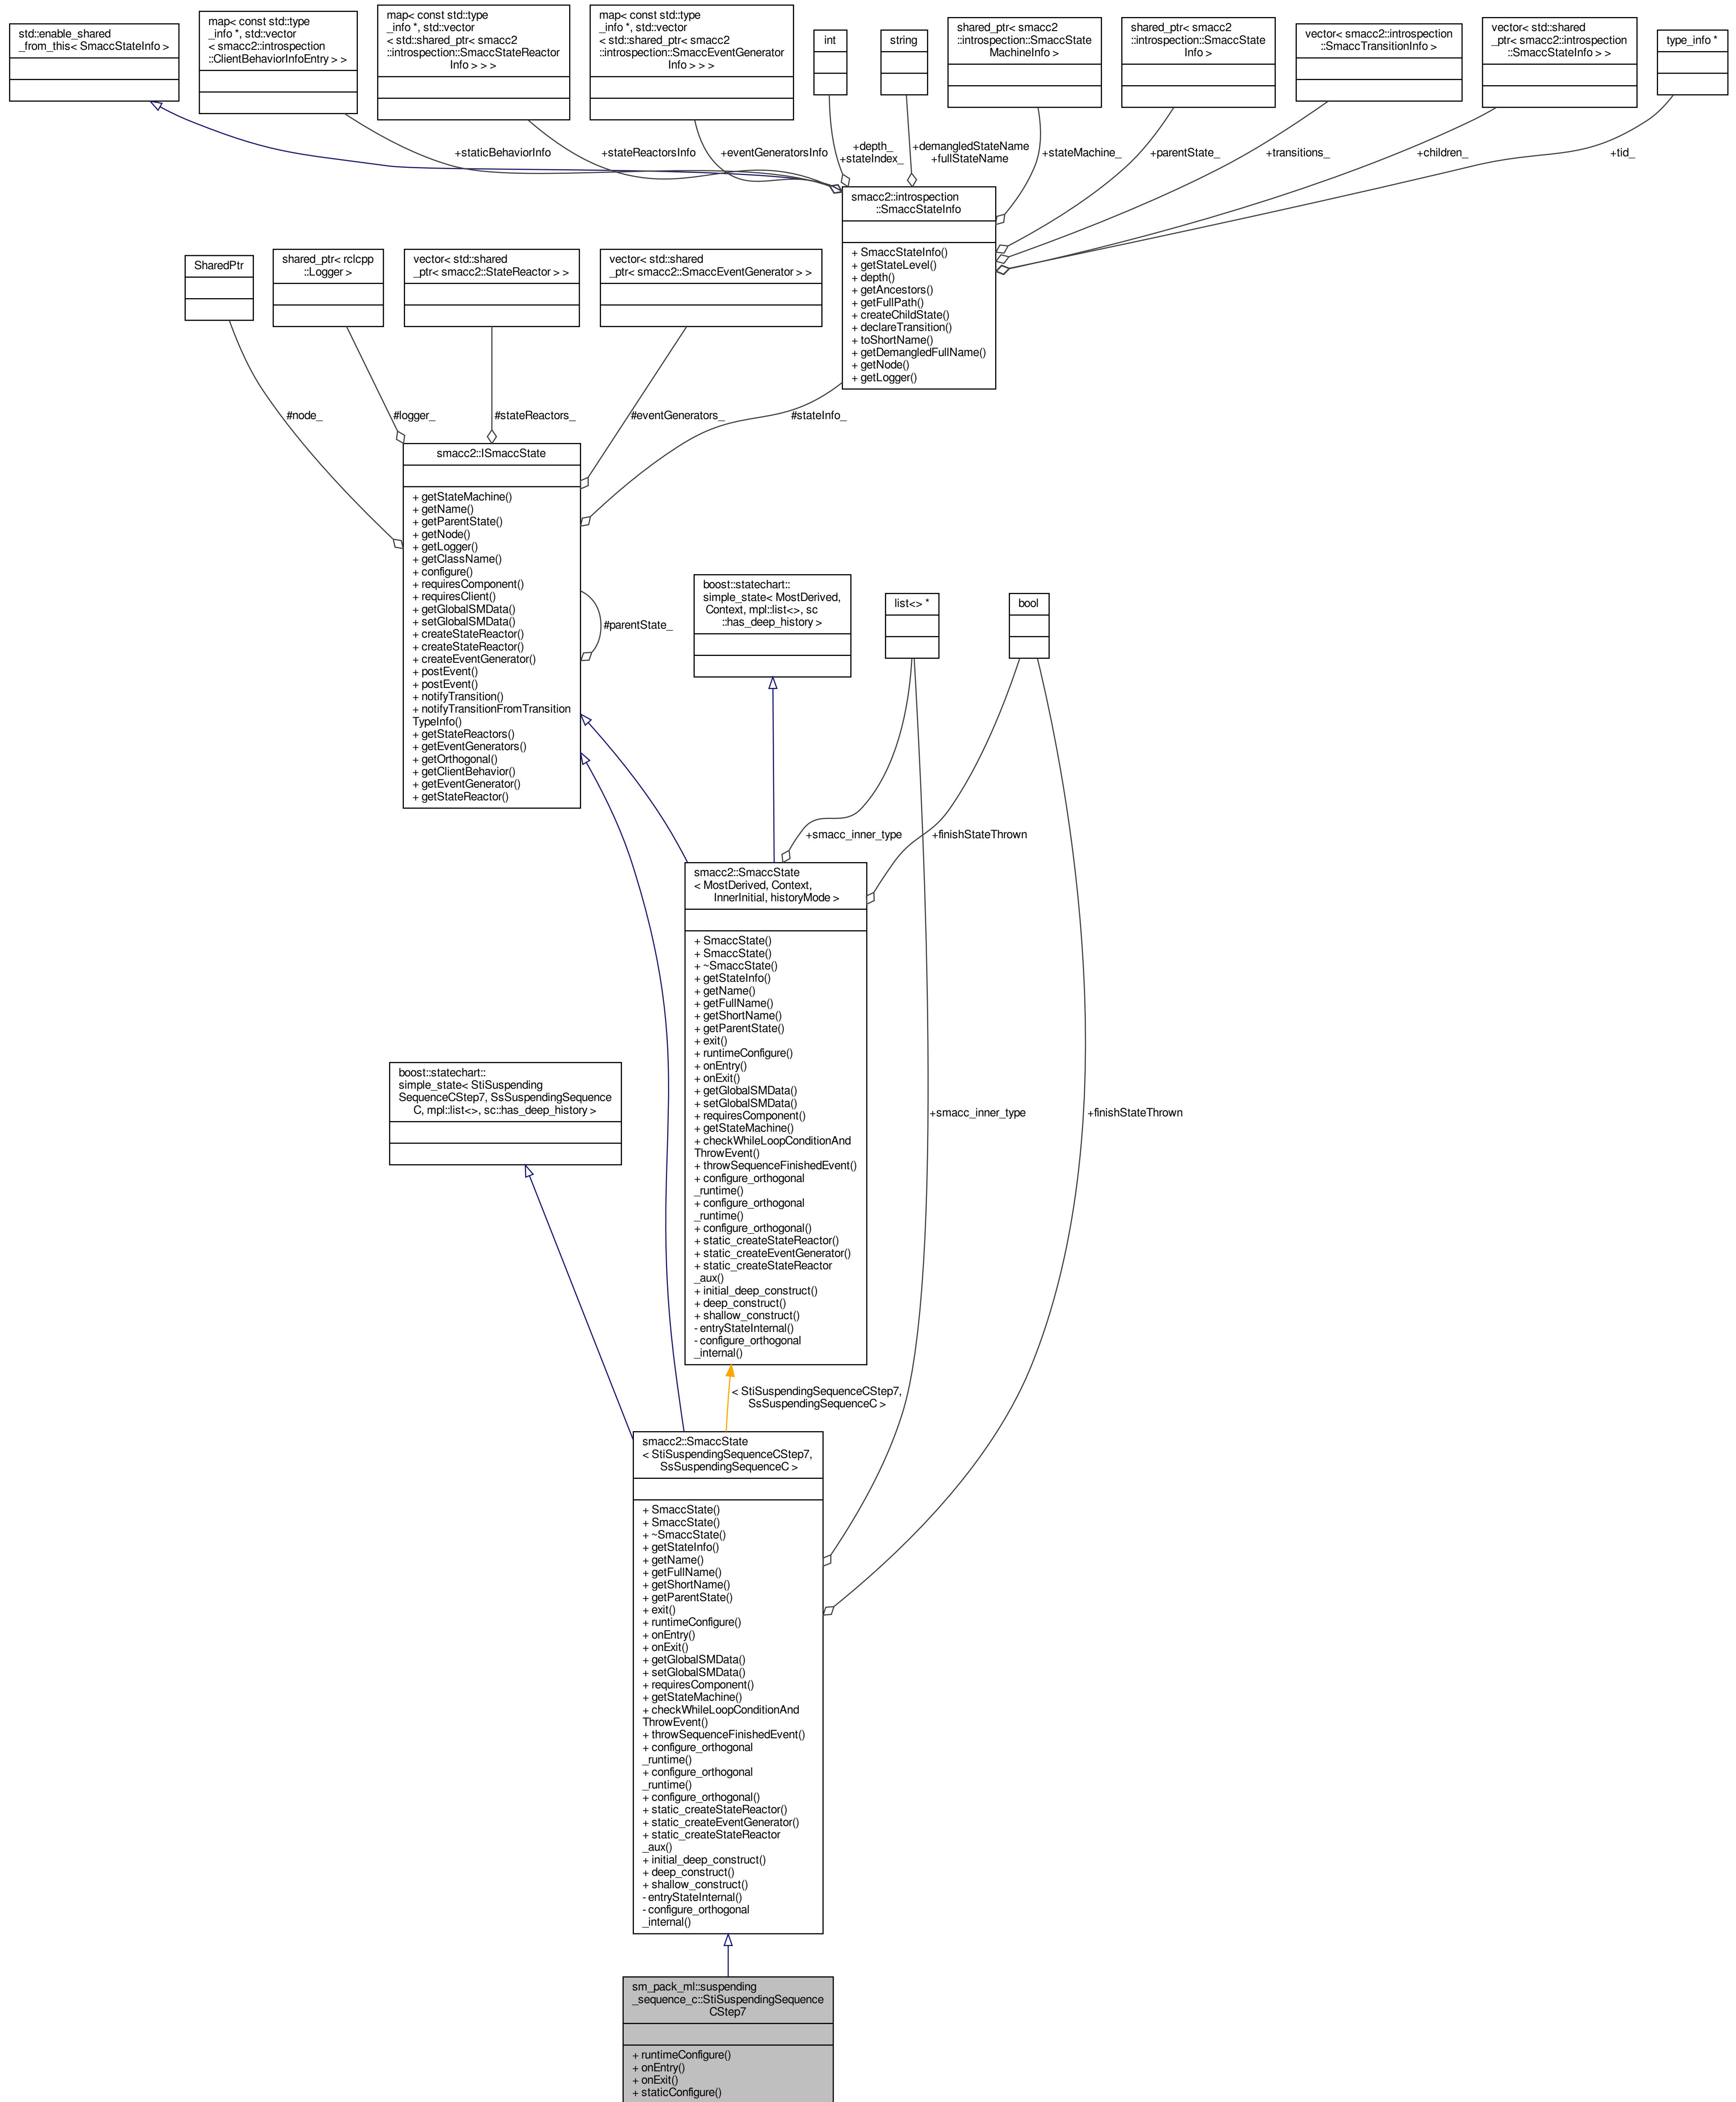 std::enable_shared
_from_this< SmaccStateInfo >
map< const std::type
_info *, std::vector
< smacc2::introspection
::ClientBehaviorInfoEntry > >
map< const std::type
_info *, std::vector
< std::shared_ptr< smacc2
::introspection::SmaccStateReactor
Info > > >
map< const std::type
_info *, std::vector
< std::shared_ptr< smacc2
::introspection::SmaccEventGenerator
Info > > >
int
string
shared_ptr< smacc2
::introspection::SmaccState
MachineInfo >
shared_ptr< smacc2
::introspection::SmaccState
Info >
vector< smacc2::introspection
::SmaccTransitionInfo >
vector< std::shared
_ptr< smacc2::introspection
::SmaccStateInfo > >
type_info *
+staticBehaviorInfo
+stateReactorsInfo
+eventGeneratorsInfo
+depth_
+stateIndex_
+demangledStateName
+fullStateName
+stateMachine_
+parentState_
+transitions_
+children_
+tid_
smacc2::introspection
::SmaccStateInfo
+ SmaccStateInfo()
+ getStateLevel()
+ depth()
+ getAncestors()
+ getFullPath()
+ createChildState()
+ declareTransition()
+ toShortName()
+ getDemangledFullName()
+ getNode()
+ getLogger()
SharedPtr
shared_ptr< rclcpp
::Logger >
vector< std::shared
_ptr< smacc2::StateReactor > >
vector< std::shared
_ptr< smacc2::SmaccEventGenerator > >
#node_
#logger_
#stateReactors_
#eventGenerators_
#stateInfo_
smacc2::ISmaccState
+ getStateMachine()
+ getName()
+ getParentState()
+ getNode()
+ getLogger()
+ getClassName()
+ configure()
+ requiresComponent()
+ requiresClient()
+ getGlobalSMData()
+ setGlobalSMData()
+ createStateReactor()
+ createStateReactor()
+ createEventGenerator()
+ postEvent()
+ postEvent()
+ notifyTransition()
+ notifyTransitionFromTransition
TypeInfo()
+ getStateReactors()
+ getEventGenerators()
+ getOrthogonal()
+ getClientBehavior()
+ getEventGenerator()
+ getStateReactor()
#parentState_
boost::statechart::
simple_state< MostDerived,
Context, mpl::list<>, sc
::has_deep_history >
list<> *
bool
+smacc_inner_type
+finishStateThrown
smacc2::SmaccState
< MostDerived, Context,
InnerInitial, historyMode >
+ SmaccState()
+ SmaccState()
+ ~SmaccState()
+ getStateInfo()
+ getName()
+ getFullName()
+ getShortName()
+ getParentState()
+ exit()
+ runtimeConfigure()
+ onEntry()
+ onExit()
+ getGlobalSMData()
+ setGlobalSMData()
+ requiresComponent()
+ getStateMachine()
+ checkWhileLoopConditionAnd
ThrowEvent()
+ throwSequenceFinishedEvent()
+ configure_orthogonal
_runtime()
+ configure_orthogonal
_runtime()
+ configure_orthogonal()
+ static_createStateReactor()
+ static_createEventGenerator()
+ static_createStateReactor
_aux()
+ initial_deep_construct()
+ deep_construct()
+ shallow_construct()
- entryStateInternal()
- configure_orthogonal
_internal()
boost::statechart::
simple_state< StiSuspending
SequenceCStep7, SsSuspendingSequence
C, mpl::list<>, sc::has_deep_history >
+smacc_inner_type
+finishStateThrown
< StiSuspendingSequenceCStep7,
SsSuspendingSequenceC >
smacc2::SmaccState
< StiSuspendingSequenceCStep7,
SsSuspendingSequenceC >
+ SmaccState()
+ SmaccState()
+ ~SmaccState()
+ getStateInfo()
+ getName()
+ getFullName()
+ getShortName()
+ getParentState()
+ exit()
+ runtimeConfigure()
+ onEntry()
+ onExit()
+ getGlobalSMData()
+ setGlobalSMData()
+ requiresComponent()
+ getStateMachine()
+ checkWhileLoopConditionAnd
ThrowEvent()
+ throwSequenceFinishedEvent()
+ configure_orthogonal
_runtime()
+ configure_orthogonal
_runtime()
+ configure_orthogonal()
+ static_createStateReactor()
+ static_createEventGenerator()
+ static_createStateReactor
_aux()
+ initial_deep_construct()
+ deep_construct()
+ shallow_construct()
- entryStateInternal()
- configure_orthogonal
_internal()
sm_pack_ml::suspending
_sequence_c::StiSuspendingSequence
CStep7
+ runtimeConfigure()
+ onEntry()
+ onExit()
+ staticConfigure()